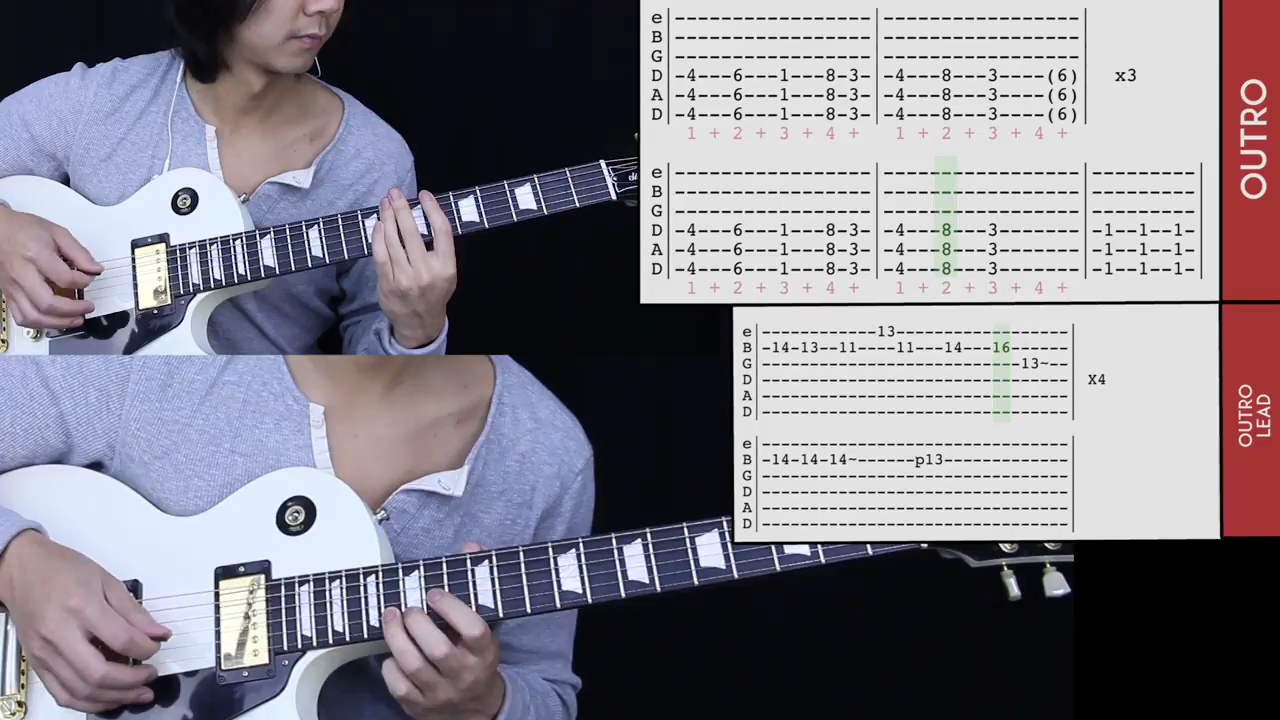 e|------------------|------------------|
B|------------------|------------------|
G|------------------|------------------|
D|-4---6---1---8-3-|-4---8---3----(6)| x3
A|-4---6---1---8-3-|-4---8---3----(6)|
D|-4---6---1---8-3-|-4---8---3----(6)|
1 + 2 + 3 + 4 + 1 + 2 + 3 + 4 +
OUTRO
e|------------------|------------------|---------|
B|------------------|------------------|---------|
G|------------------|------------------|---------|
D|-4---6---1---8-3-|-4---8---3-------|-1--1--1-|
A|-4---6---1---8-3-|-4---8---3-------|-1--1--1-|
D|-4---6---1---8-3-|-4---8---3-------|-1--1--1-|
1 + 2 + 3 + 4 + 1 + 2 + 3 + 4 +
e|------------13------------------|
B|-14-13--11-----11---14---16------|
G|---------------------------13~--|
D|--------------------------------| X4
A|--------------------------------|
D|--------------------------------|
OUTRO
LEAD
e|--------------------------------|
B|-14-14-14~------p13-------------|
G|--------------------------------|
D|--------------------------------|
A|--------------------------------|
D|--------------------------------|